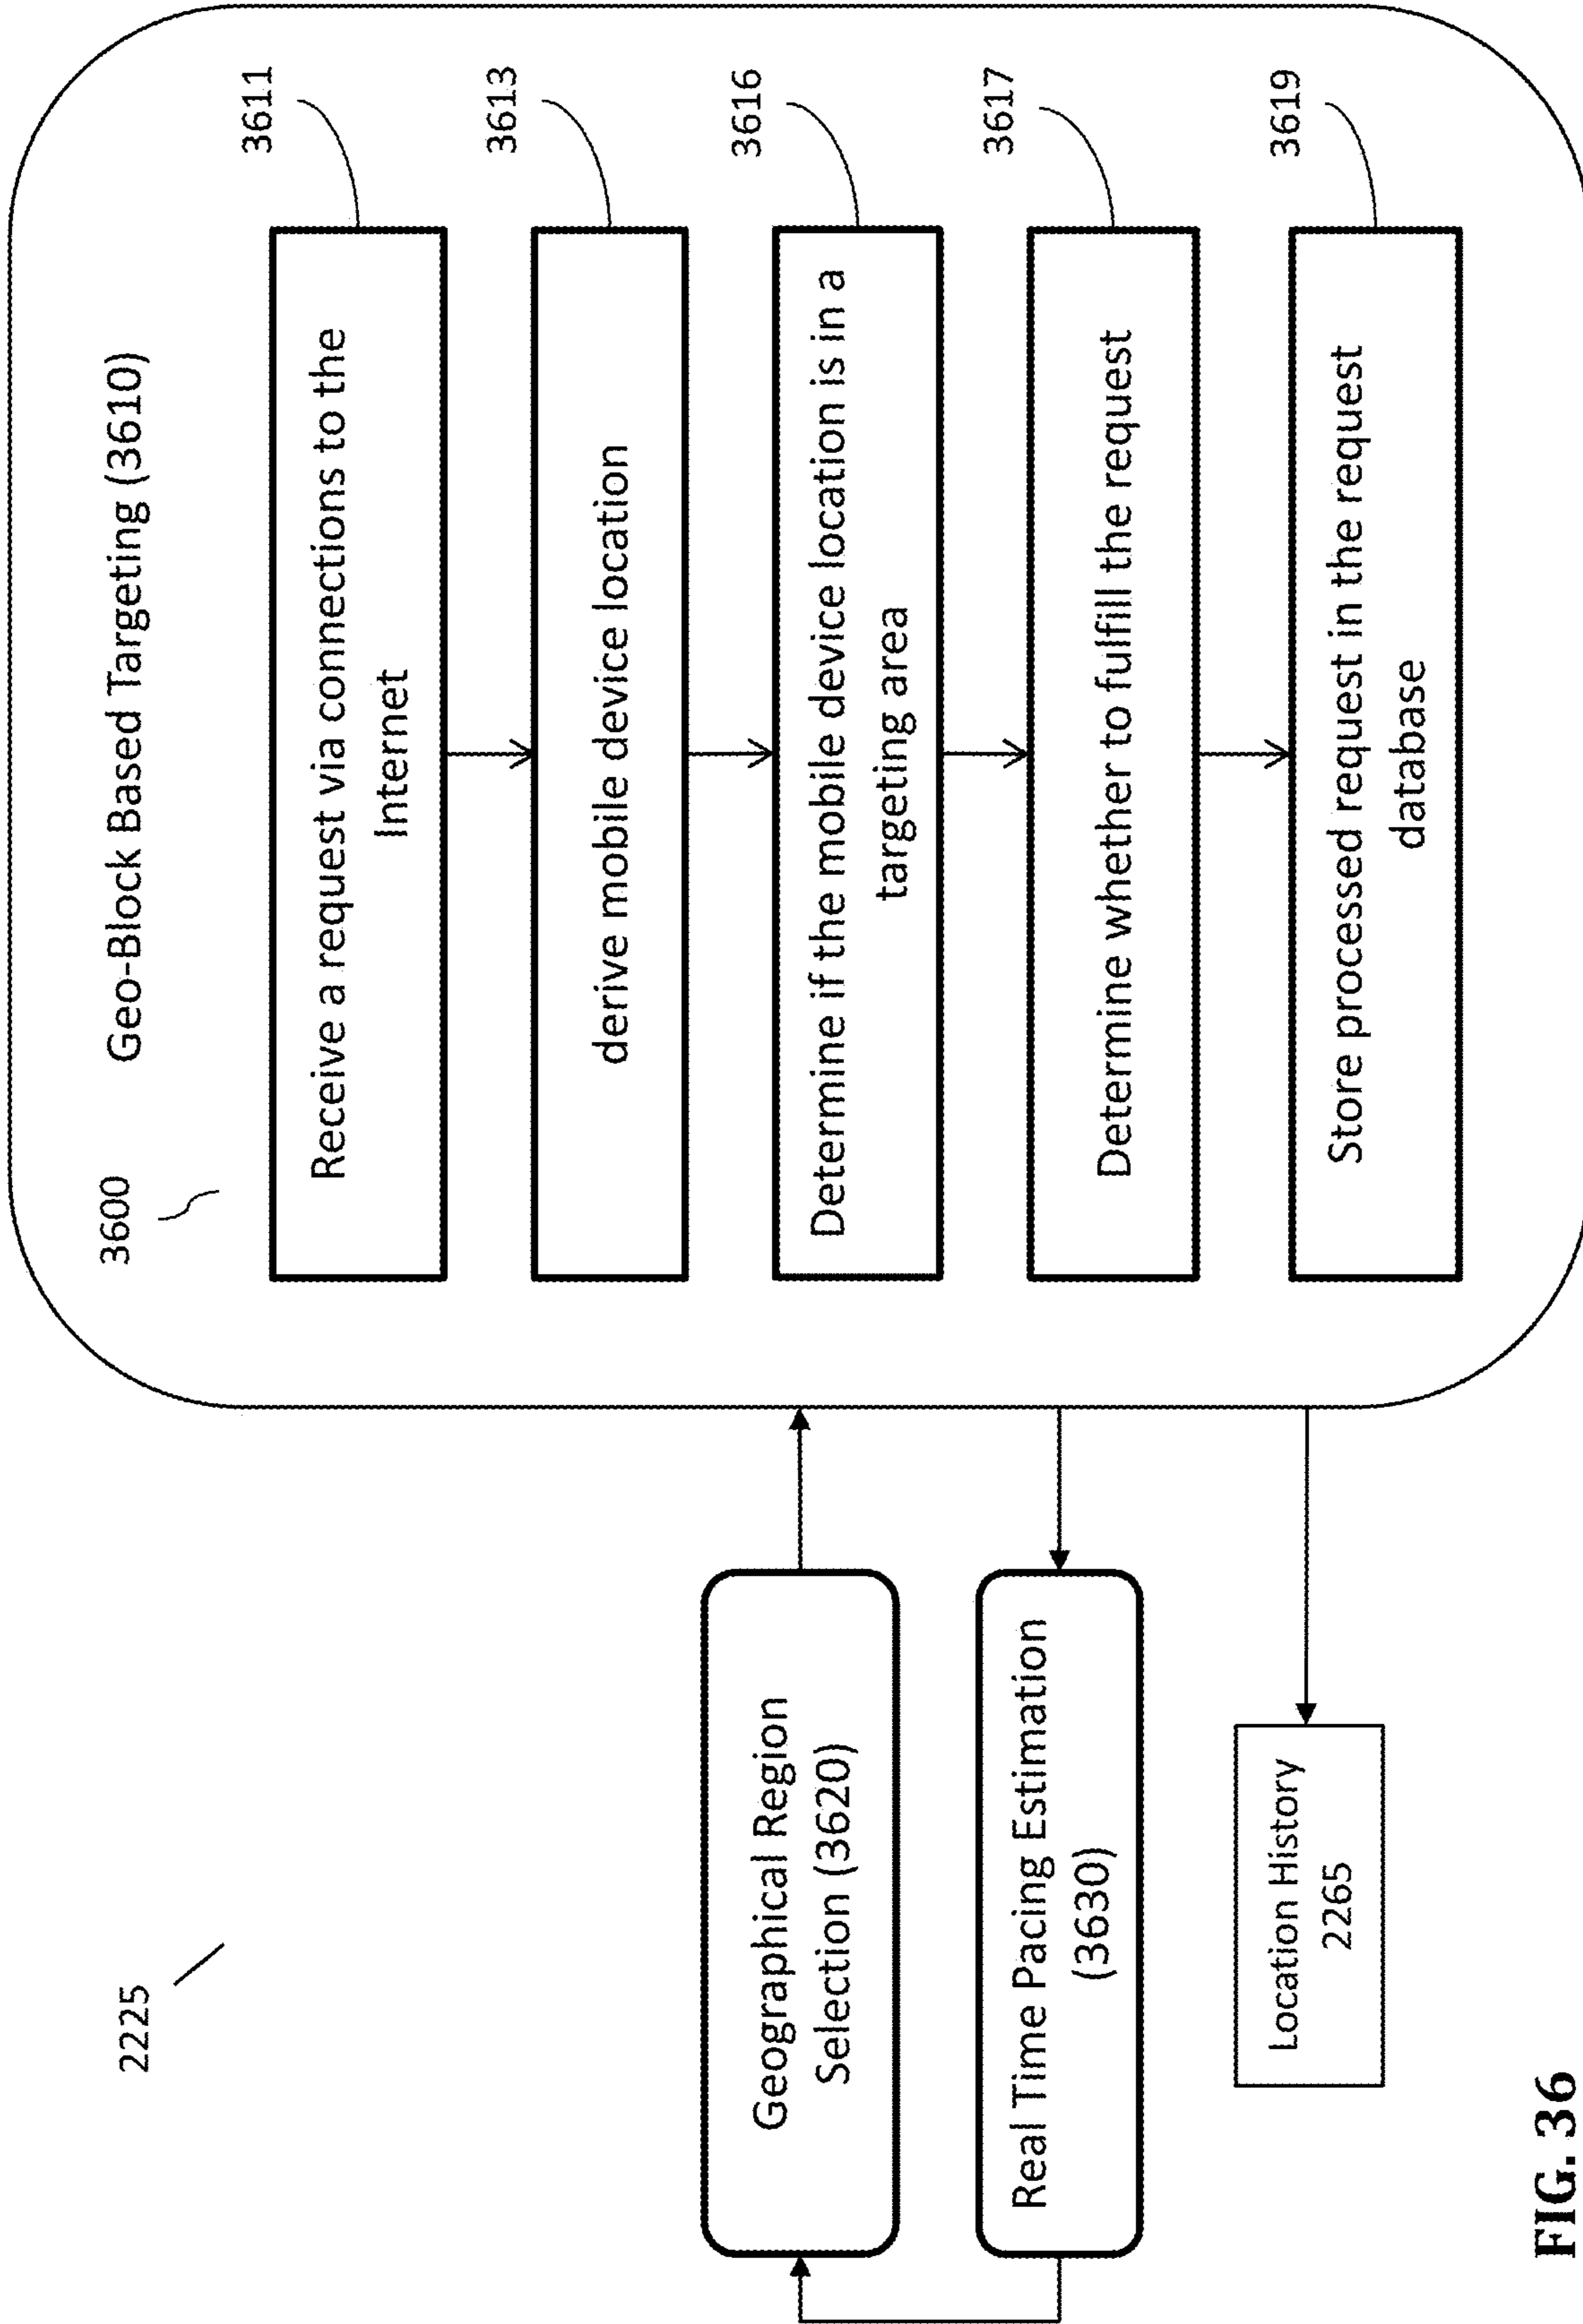 2225
3600
Geo-Block Based Targeting (3610)
Receive a request via connections to the
Internet
3611
derive mobile device location
3613
Determine if the mobile device location is in a
targeting area
3616
Determine whether to fulfill the request
3617
Store processed request in the request
database
3619
Geographical Region
Selection (3620)
Real Time Pacing Estimation
(3630)
Location History
2265
FIG. 36